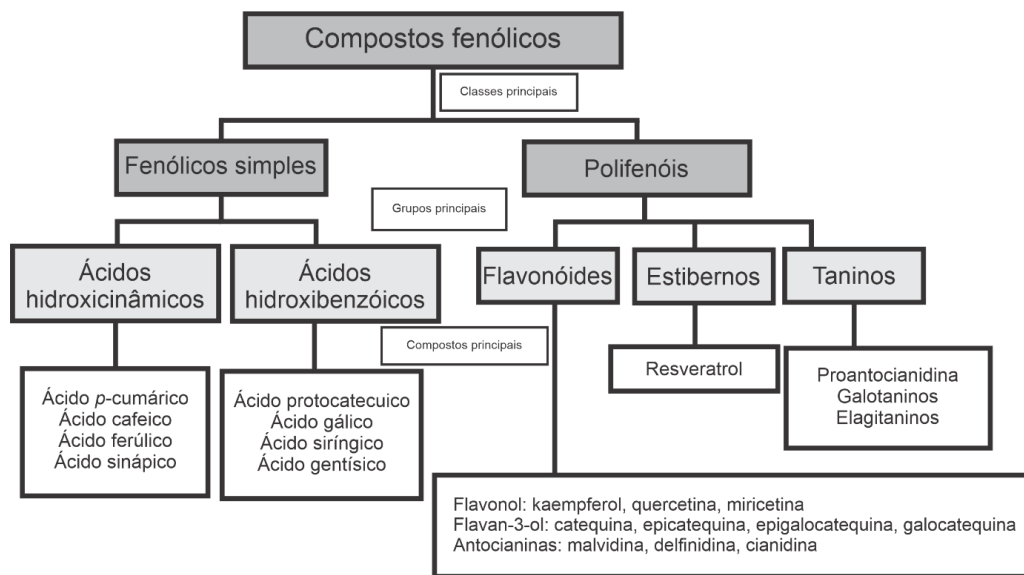 Compostos fenólicos
Classes principais
Fenólicos simples
Polifenóis
Grupos principais
Ácidos
hidroxicinâmicos
Ácidos
hidroxibenzóicos
Flavonóides
Estibernos
Taninos
Compostos principais
Ácido p-cumárico
Ácido cafeico
Ácido ferúlico
Ácido sinápico
Ácido protocatecuico
Ácido gálico
Ácido siríngico
Ácido gentísico
Resveratrol
Proantocianidina
Galotaninos
Elagitaninos
Flavonol: kaempferol, quercetina, miricetina
Flavan-3-ol: catequina, epicatequina, epigalocatequina, galocatequina
Antocianinas: malvidina, delfinidina, cianidina